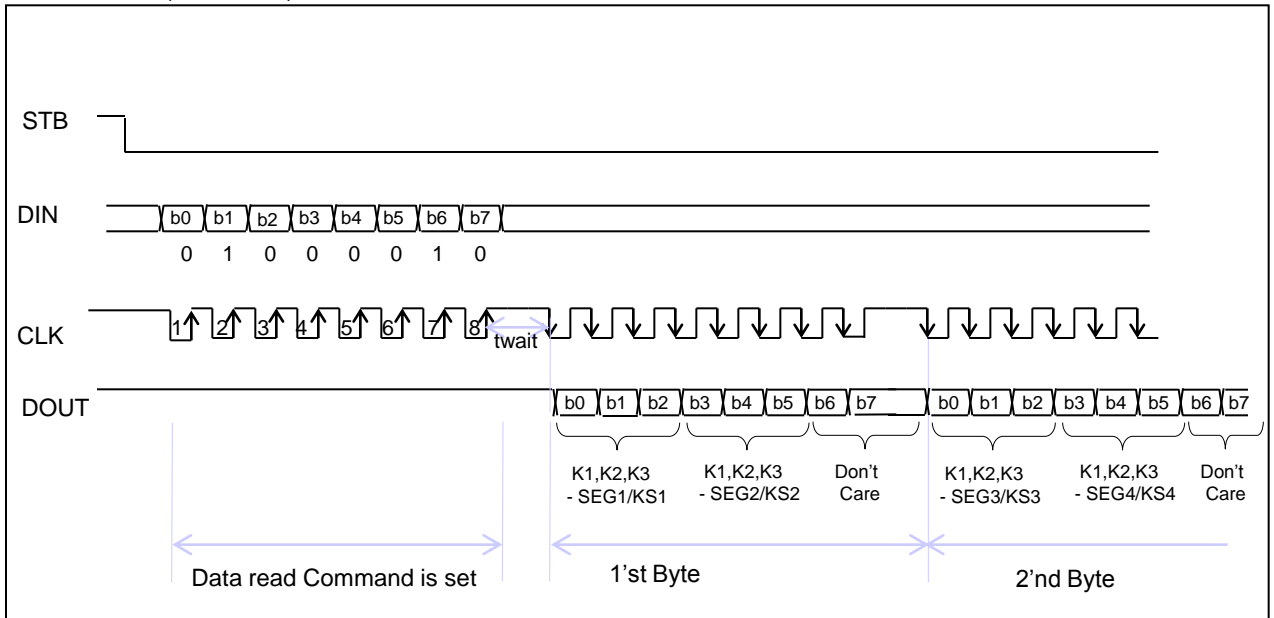 STB
DIN
b0 b1 b2 b3 b4 b5 b6 b7
0 1 0 0 0 0 1 0
CLK
1 2 3 4 5 6 7 8
twait
DOUT
b0 b1 b2 b3 b4 b5 b6 b7 b0 b1 b2 b3 b4 b5 b6 b7
K1,K2,K3 K1,K2,K3 Don't K1,K2,K3 K1,K2,K3 Don't
- SEG1/KS1 - SEG2/KS2 Care - SEG3/KS3 - SEG4/KS4 Care
Data read Command is set 1'st Byte 2'nd Byte